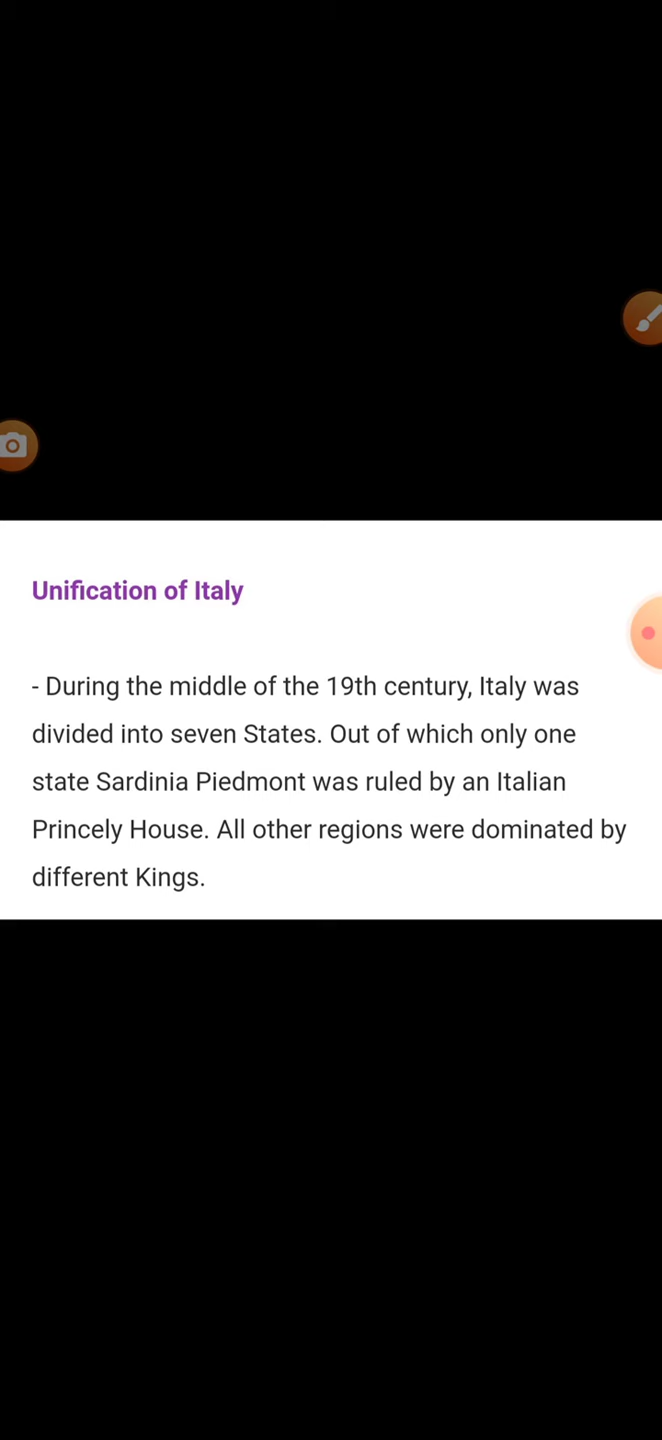 Unification of Italy
- During the middle of the 19th century, Italy was
divided into seven States. Out of which only one
state Sardinia Piedmont was ruled by an Italian
Princely House. All other regions were dominated by
different Kings.